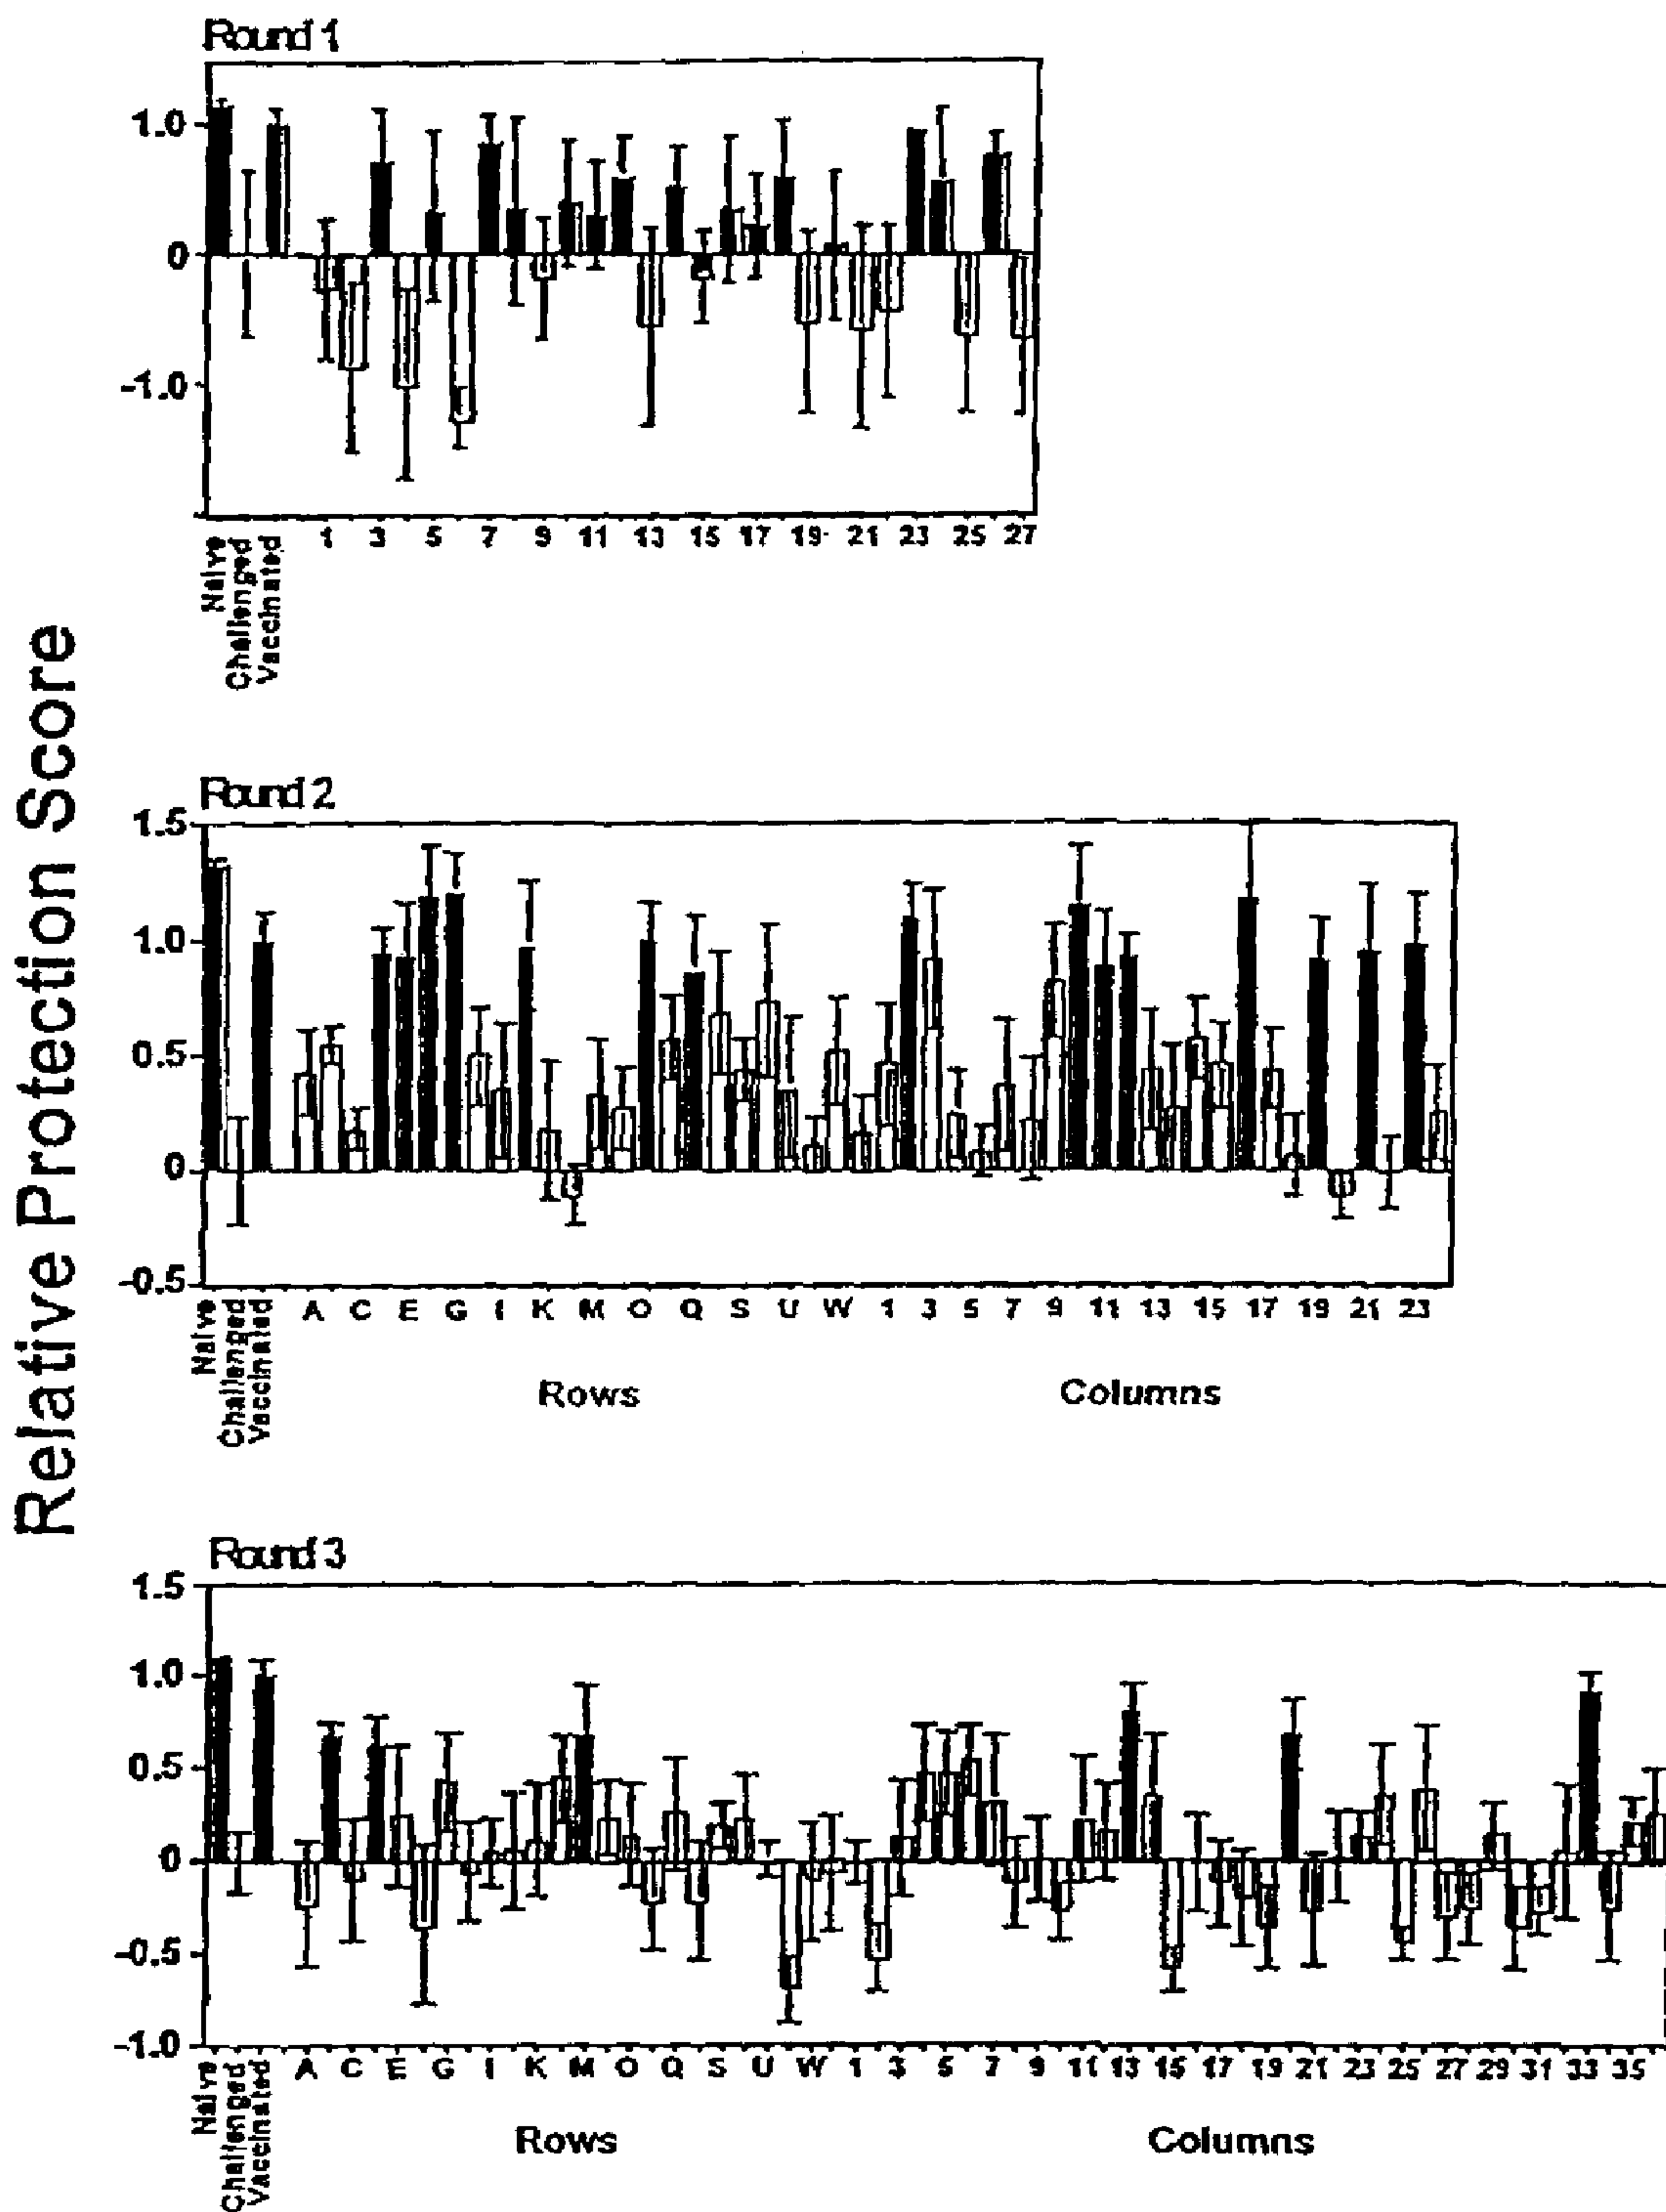 Relative Protection Score
Round 1
1.0
0
-1.0
Naive Challenged Vaccinated 1 3 5 7 9 11 13 15 17 19 21 23 25 27
Round 2
1.5
1.0
0.5
0
-0.5
Naive Challenged Vaccinated A C E G I K M O Q S U W 1 3 5 7 9 11 13 15 17 19 21 23
Rows Columns
Round 3
1.5
1.0
0.5
0
-0.5
-1.0
Naive Challenged Vaccinated A C E G I K M O Q S U W 1 3 5 7 9 11 13 15 17 19 21 23 25 27 29 31 33 35
Rows Columns